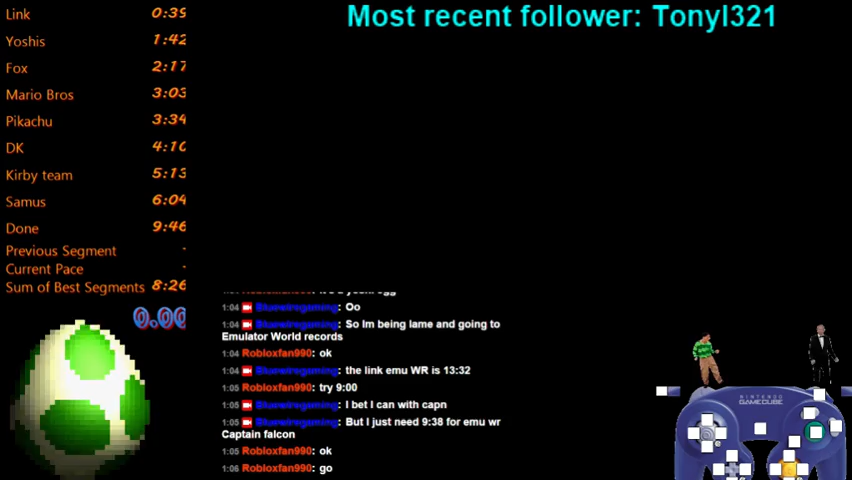 Most recent follower: Tonyl321
Link 0:39
Yoshis 1:42
Fox 2:17
Mario Bros 3:03
Pikachu 3:34
DK 4:10
Kirby team 5:13
Samus 6:04
Done 9:46
Previous Segment -
Current Pace -
Sum of Best Segments 8:26
0.00
1:04 : Oo
1:04 : So Im being lame and going to
Emulator World records
1:04 Robloxfan990: ok
1:04 : the link emu WR is 13:32
1:05 Robloxfan990: try 9:00
1:05 : I bet I can with capn
1:05 : But I just need 9:38 for emu wr
Captain falcon
1:05 Robloxfan990: ok
1:06 Robloxfan990: go
NINTENDO
GAMECUBE